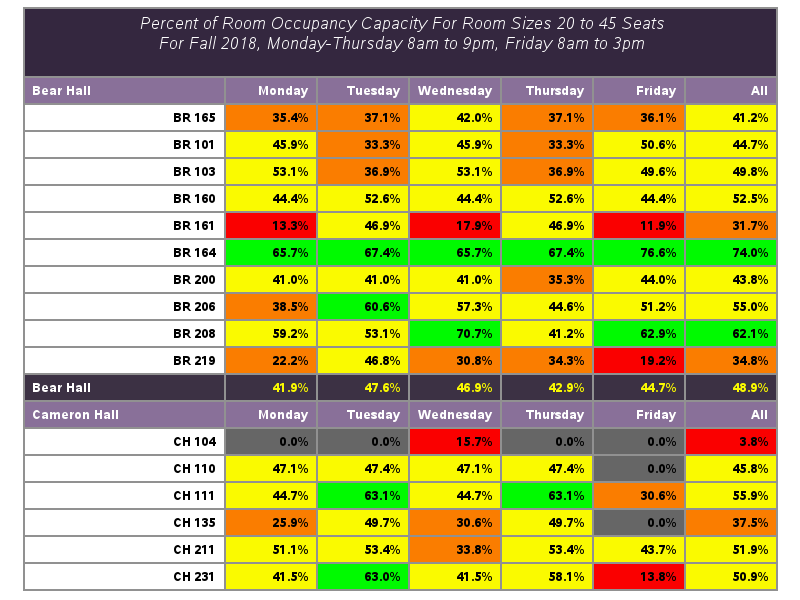 Percent of Room Occupancy Capacity For Room Sizes 20 to 45 Seats
For Fall 2018, Monday-Thursday 8am to 9pm, Friday 8am to 3pm
Bear Hall Monday Tuesday Wednesday Thursday Friday All
BR 165 35.4% 37.1% 42.0% 37.1% 36.1% 41.2%
BR 101 45.9% 33.3% 45.9% 33.3% 50.6% 44.7%
BR 103 53.1% 36.9% 53.1% 36.9% 49.6% 49.8%
BR 160 44.4% 52.6% 44.4% 52.6% 44.4% 52.5%
BR 161 13.3% 46.9% 17.9% 46.9% 11.9% 31.7%
BR 164 65.7% 67.4% 65.7% 67.4% 76.6% 74.0%
BR 200 41.0% 41.0% 41.0% 35.3% 44.0% 43.8%
BR 206 38.5% 60.6% 57.3% 44.6% 51.2% 55.0%
BR 208 59.2% 53.1% 70.7% 41.2% 62.9% 62.1%
BR 219 22.2% 46.8% 30.8% 34.3% 19.2% 34.8%
Bear Hall 41.9% 47.6% 46.9% 42.9% 44.7% 48.9%
Cameron Hall Monday Tuesday Wednesday Thursday Friday All
CH 104 0.0% 0.0% 15.7% 0.0% 0.0% 3.8%
CH 110 47.1% 47.4% 47.1% 47.4% 0.0% 45.8%
CH 111 44.7% 63.1% 44.7% 63.1% 30.6% 55.9%
CH 135 25.9% 49.7% 30.6% 49.7% 0.0% 37.5%
CH 211 51.1% 53.4% 33.8% 53.4% 43.7% 51.9%
CH 231 41.5% 63.0% 41.5% 58.1% 13.8% 50.9%